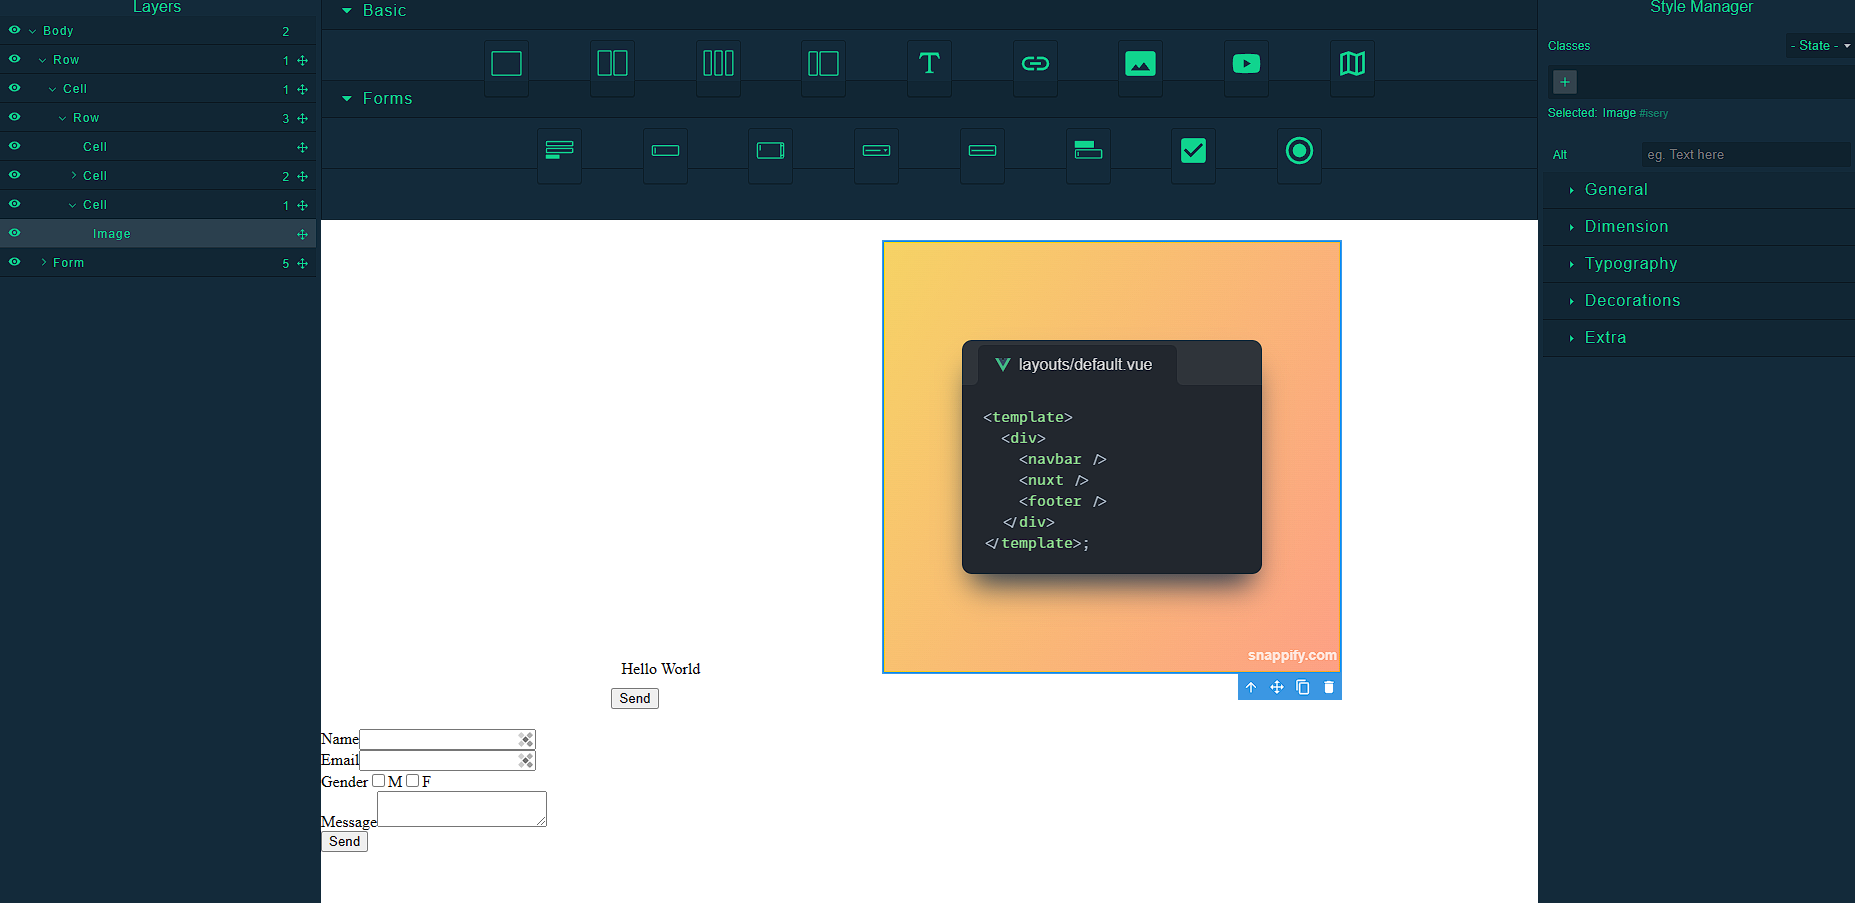 Layers
Body 2
Row 1
Cell 1
Row 3
Cell
Cell 2
Cell 1
Image
Form 5
Basic
Forms
layouts/default.vue
<template>
<div>
<navbar />
<nuxt />
<footer />
</div>
</template>;
snappify.com
Hello World
Send
Name
Email
Gender M F
Message
Send
Style Manager
Classes - State -
+
Selected: Image #isery
Alt eg. Text here
General
Dimension
Typography
Decorations
Extra